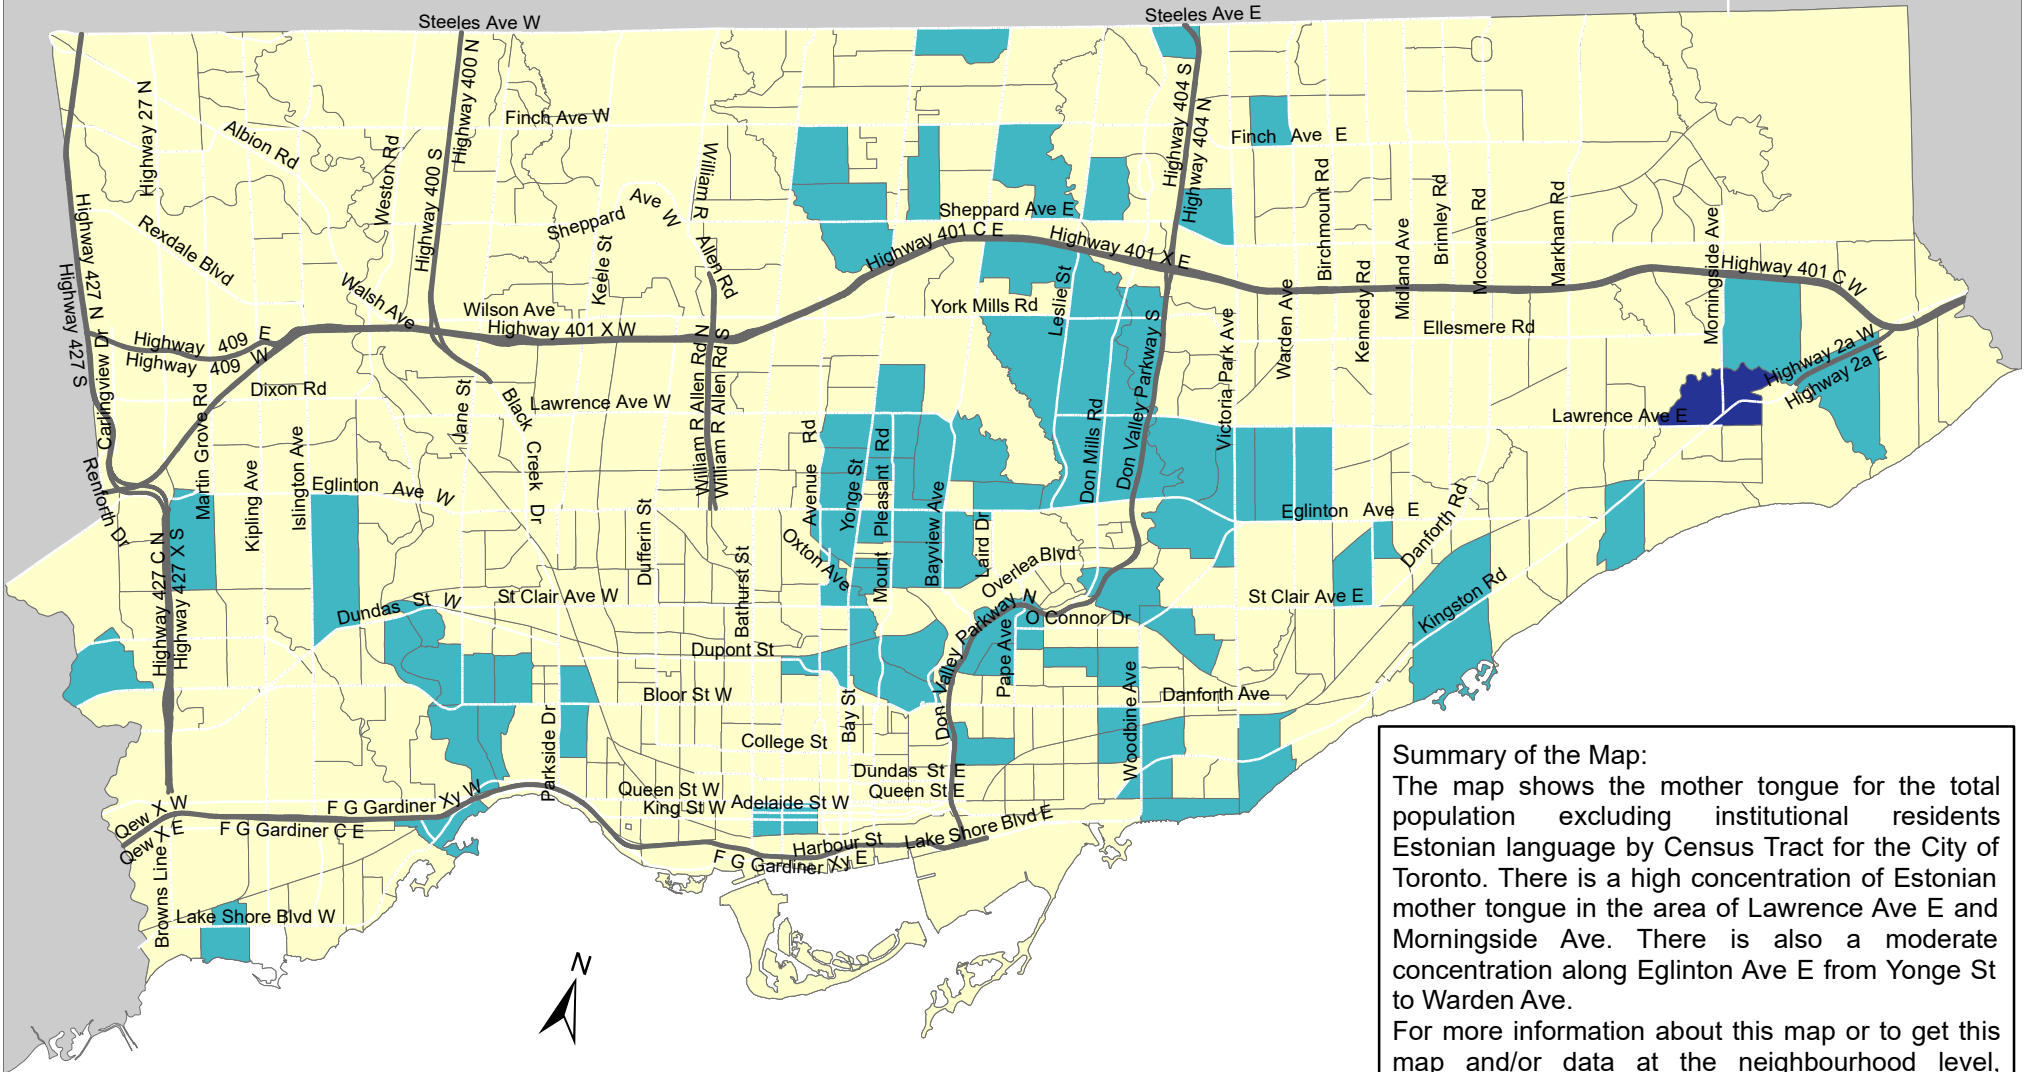 Steeles Ave W
Steeles Ave E
Highway 27 N
Albion Rd
Weston Rd
Highway 400 N
Highway 400 S
Finch Ave W
William R Allen Rd
Highway 404 S
Highway 404 N
Finch Ave E
Rexdale Blvd
Sheppard Ave W
Keele St
Sheppard Ave E
Highway 401 C E
Highway 401 X E
Birchmount Rd
Brimley Rd
Mccowan Rd
Markham Rd
Midland Ave
Morningside Ave
Highway 401 C W
Highway 427 N
Highway 427 S
Walsh Ave
Wilson Ave
Highway 401 X W
York Mills Rd
Leslie St
Warden Ave
Kennedy Rd
Ellesmere Rd
Highway 409 E
Highway 409 W
Carlingview Dr
Martin Grove Rd
Dixon Rd
Jane St
Black Creek Dr
Lawrence Ave W
William R Allen Rd N
William R Allen Rd S
Don Valley Parkway S
Victoria Park Ave
Highway 2a W
Highway 2a E
Lawrence Ave E
Renforth Dr
Kipling Ave
Islington Ave
Eglinton Ave W
Avenue Rd
Yonge St
Mount Pleasant Rd
Bayview Ave
Laird Dr
Don Mills Rd
Eglinton Ave E
Danforth Rd
Highway 427 C N
Highway 427 X S
Dufferin St
Bathurst St
Oxton Ave
Overlea Blvd
Dundas St W
St Clair Ave W
St Clair Ave E
Kingston Rd
Don Valley Parkway N
O Connor Dr
Dupont St
Pape Ave
Bloor St W
Danforth Ave
Woodbine Ave
Parkside Dr
Bay St
College St
Dundas St E
Queen St E
Queen St W
King St W
Adelaide St W
Qew X W
Qew X E
F G Gardiner Xy W
F G Gardiner C E
Harbour St
Lake Shore Blvd E
F G Gardiner Xy E
Browns Line
Lake Shore Blvd W
N
Summary of the Map:
The map shows the mother tongue for the total
population excluding institutional residents
Estonian language by Census Tract for the City of
Toronto. There is a high concentration of Estonian
mother tongue in the area of Lawrence Ave E and
Morningside Ave. There is also a moderate
concentration along Eglinton Ave E from Yonge St
to Warden Ave.
For more information about this map or to get this
map and/or data at the neighbourhood level,